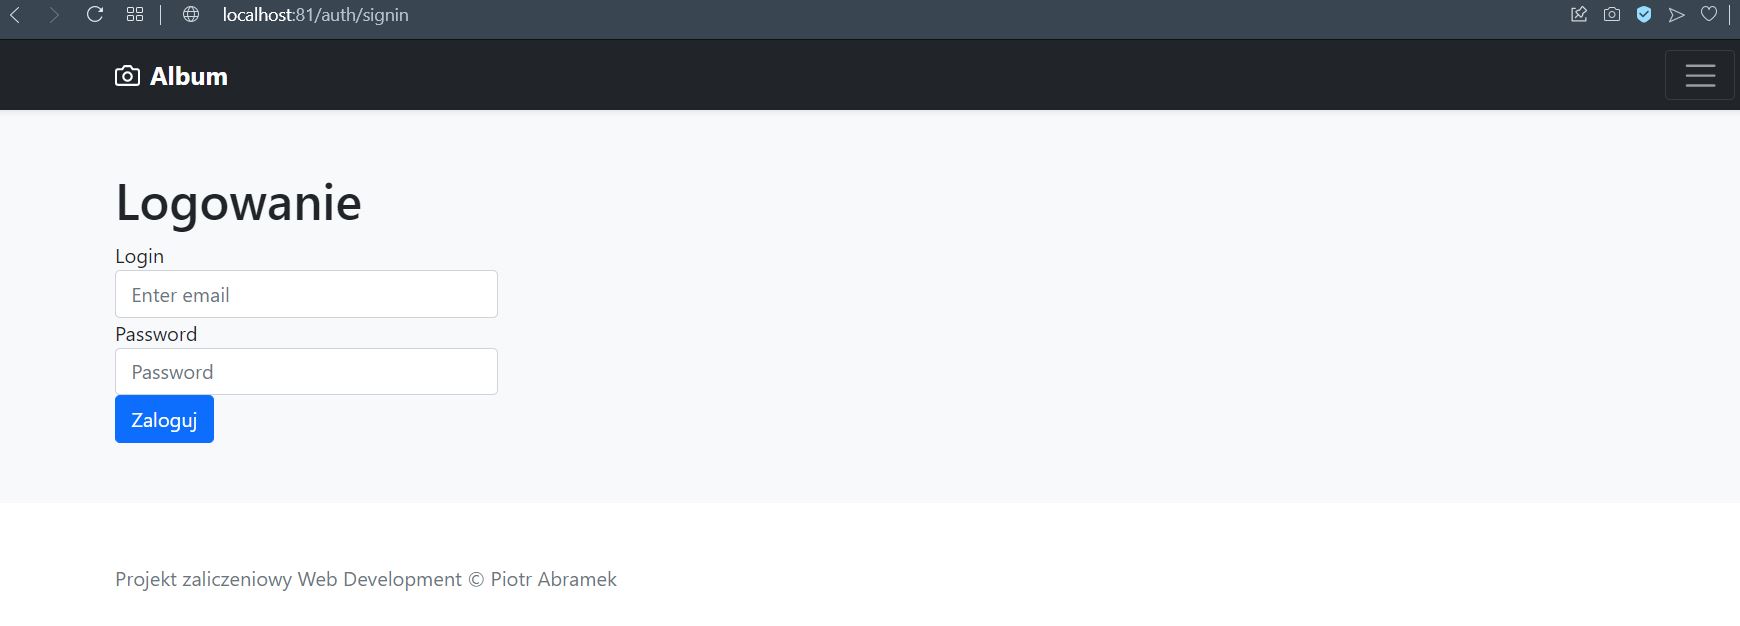 localhost:81/auth/signin
Album
Logowanie
Login
Enter email
Password
Password
Zaloguj
Projekt zaliczeniowy Web Development © Piotr Abramek